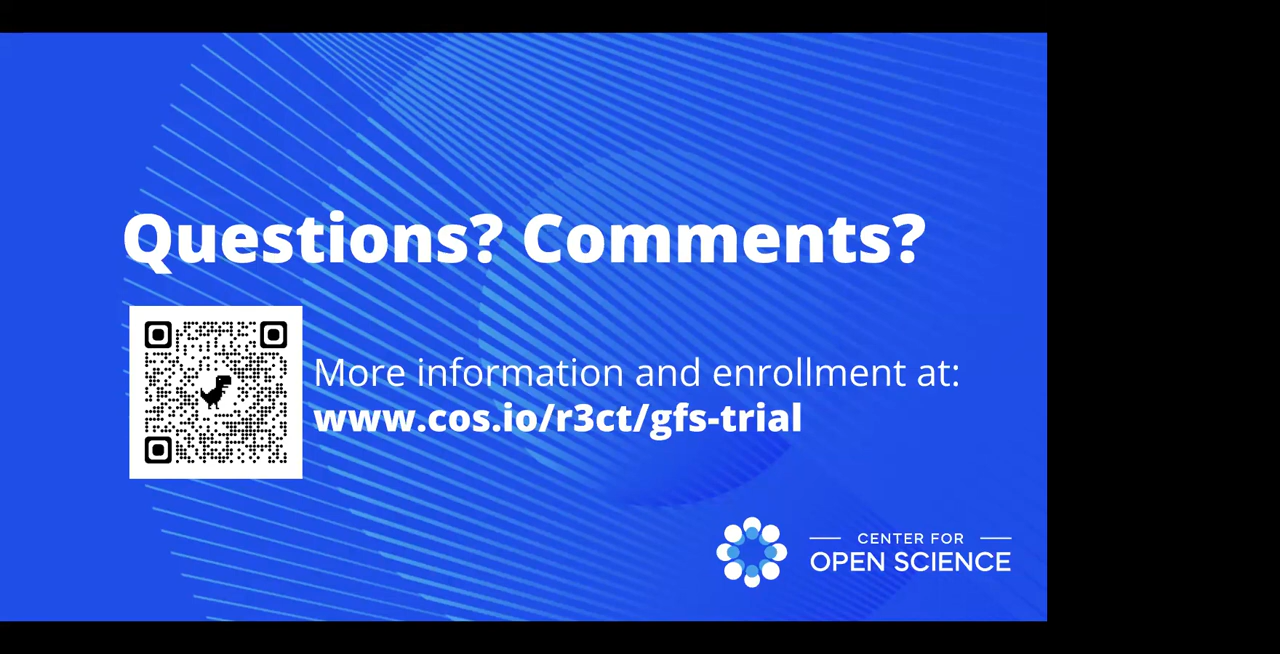 Questions? Comments?
More information and enrollment at:
www.cos.io/r3ct/gfs-trial
CENTER FOR
OPEN SCIENCE